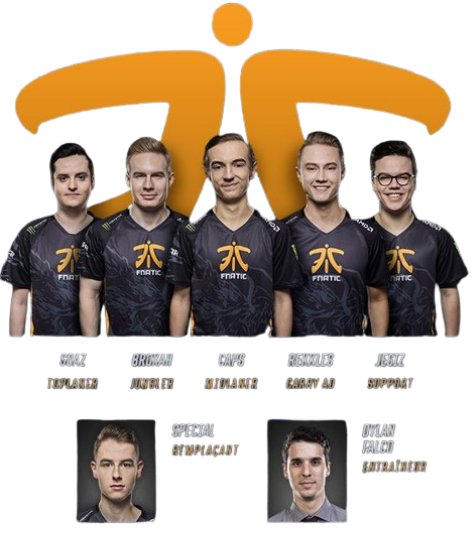 FNATIC
FNATIC
FNATIC
FNATIC
FNATIC
SOAZ BROXAH CAPS REKKLES JESIZ
TOPLANER JUNGLER MIDLANER CARRY AD SUPPORT
SPECIAL
REMPLAÇANT
DYLAN
FALCO
ENTRAÎNEUR